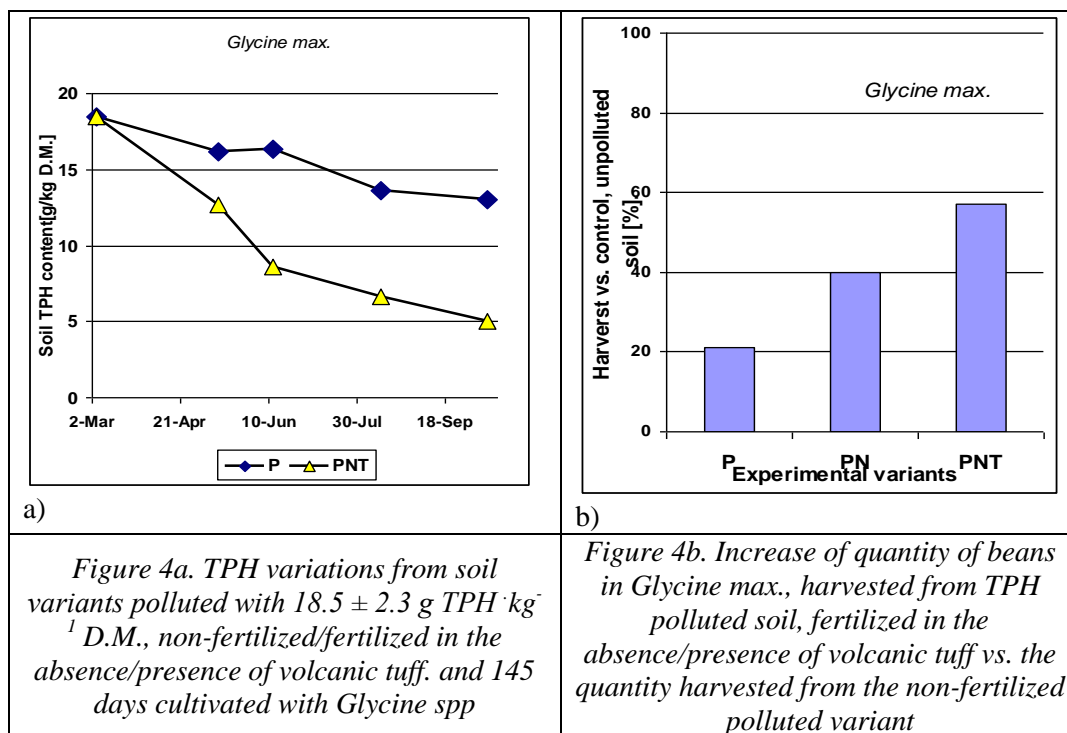 Glycine max.
Soil TPH content[g/kg D.M.]
20
15
10
5
0
2-Mar 21-Apr 10-Jun 30-Jul 18-Sep
P PNT
a)
Glycine max.
Harverst vs. control, unpolluted
soil [%]
100
80
60
40
20
0
P PN PNT
Experimental variants
b)
Figure 4a. TPH variations from soil
variants polluted with 18.5 ± 2.3 g TPH·kg-
1 D.M., non-fertilized/fertilized in the
absence/presence of volcanic tuff. and 145
days cultivated with Glycine spp
Figure 4b. Increase of quantity of beans
in Glycine max., harvested from TPH
polluted soil, fertilized in the
absence/presence of volcanic tuff vs. the
quantity harvested from the non-fertilized
polluted variant